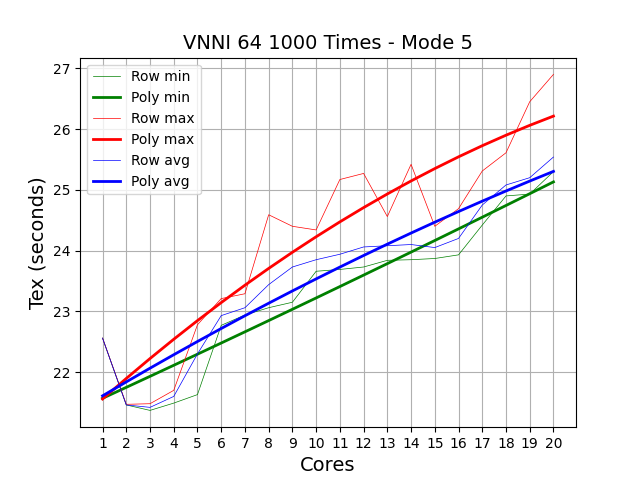 VNNI 64 1000 Times - Mode 5
Row min
Poly min
Row max
Poly max
Row avg
Poly avg
27
26
25
24
23
22
Tex (seconds)
1 2 3 4 5 6 7 8 9 10 11 12 13 14 15 16 17 18 19 20
Cores